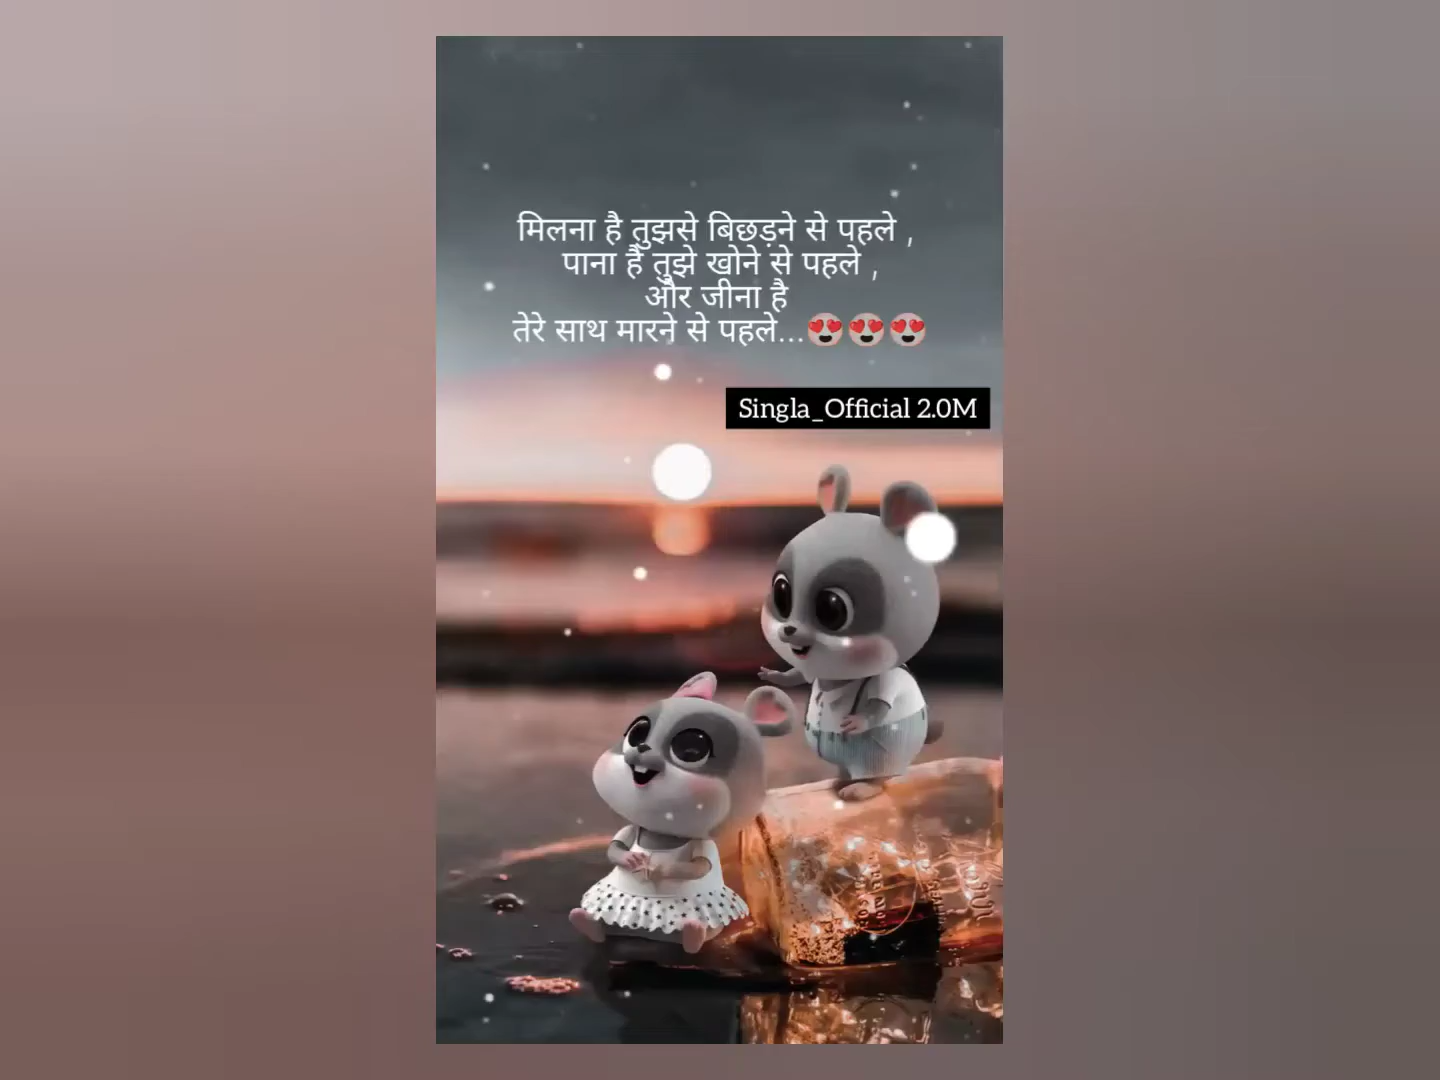 मिलना है तुझसे बिछड़ने से पहले ,
पाना है तुझे खोने से पहले ,
और जीना है
तेरे साथ मारने से पहले...😍😍😍
Singla_Official 2.0M